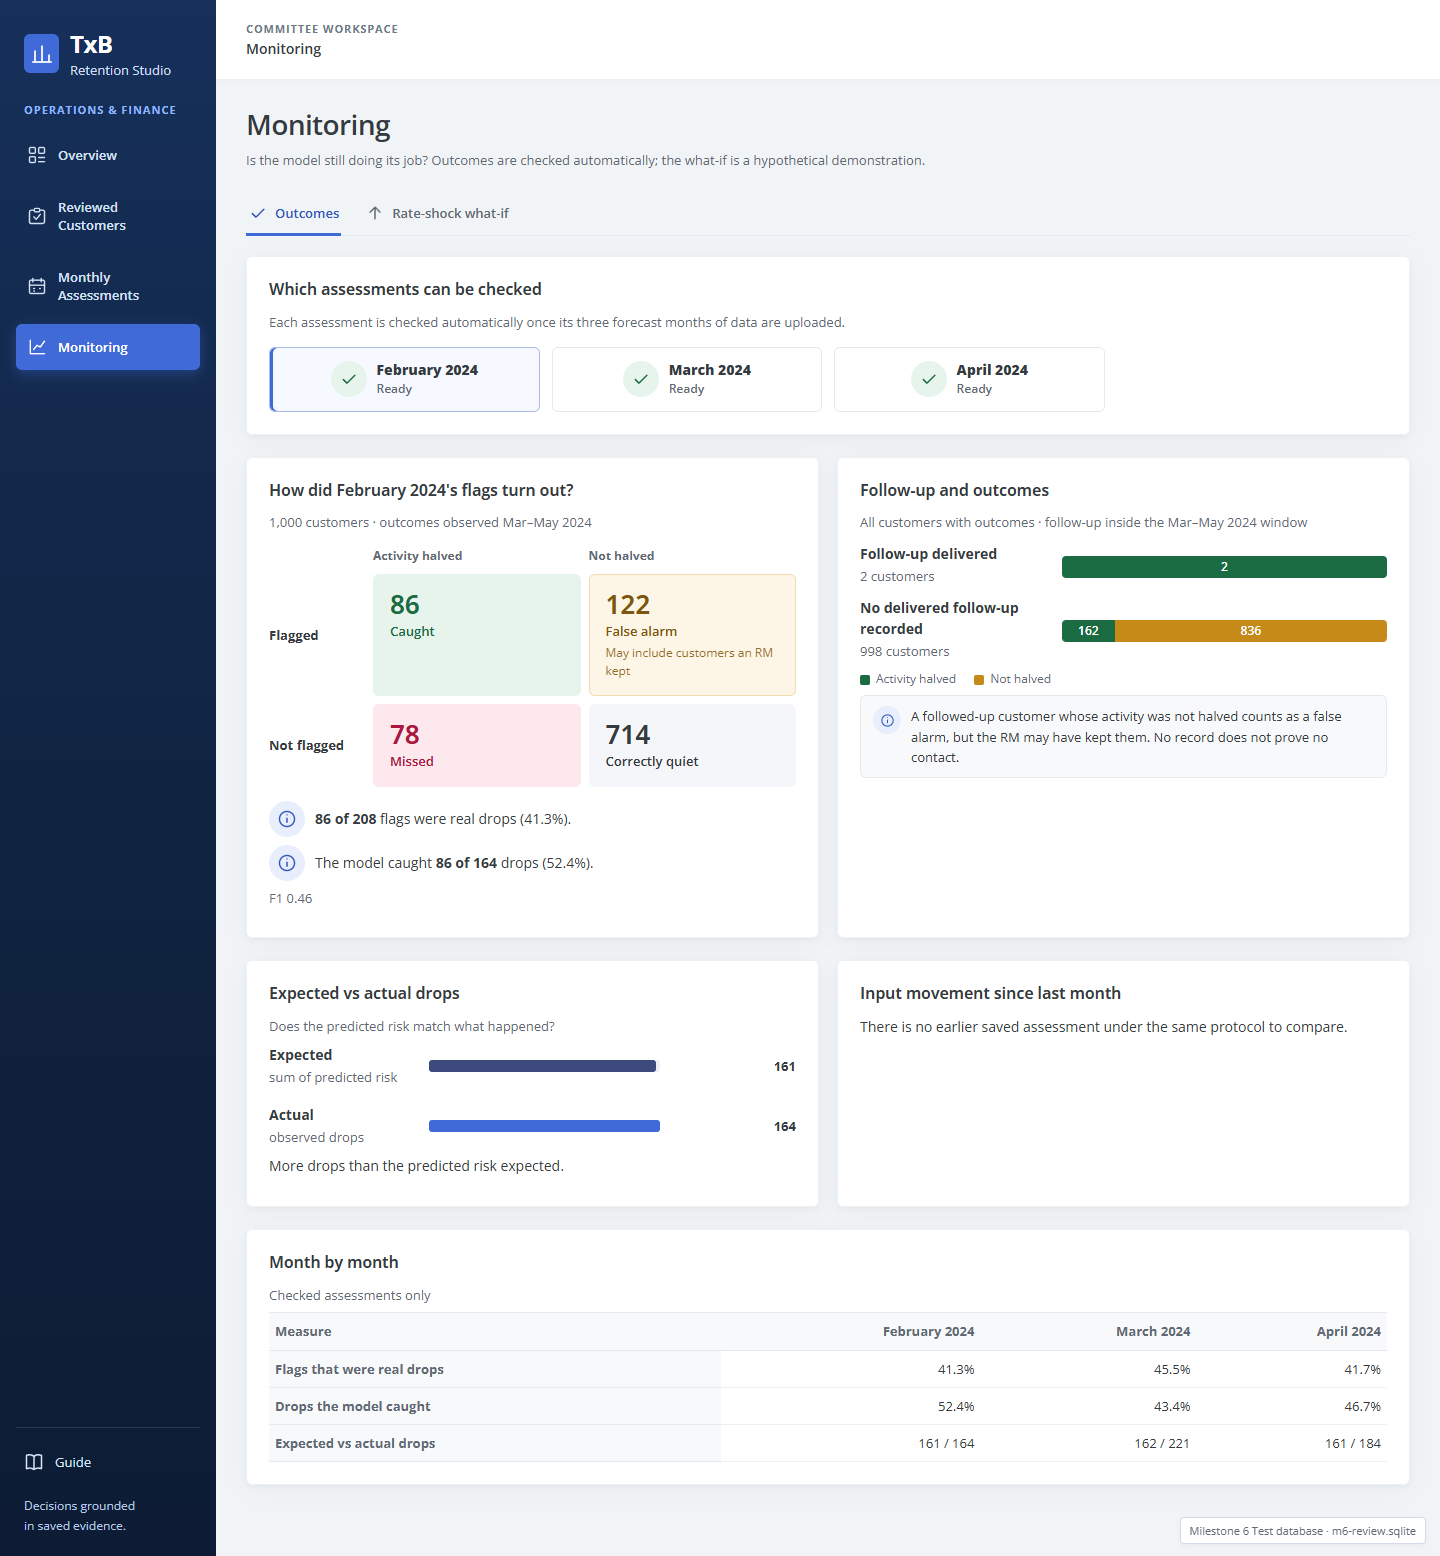 TxB
Retention Studio
OPERATIONS & FINANCE
Overview
Reviewed
Customers
Monthly
Assessments
Monitoring
Guide
Decisions grounded
in saved evidence.
COMMITTEE WORKSPACE
Monitoring
Monitoring
Is the model still doing its job? Outcomes are checked automatically; the what-if is a hypothetical demonstration.
Outcomes
Rate-shock what-if
Which assessments can be checked
Each assessment is checked automatically once its three forecast months of data are uploaded.
February 2024
Ready
March 2024
Ready
April 2024
Ready
How did February 2024's flags turn out?
1,000 customers · outcomes observed Mar–May 2024
Activity halved
Not halved
Flagged
86
Caught
122
False alarm
May include customers an RM
kept
Not flagged
78
Missed
714
Correctly quiet
86 of 208 flags were real drops (41.3%).
The model caught 86 of 164 drops (52.4%).
F1 0.46
Follow-up and outcomes
All customers with outcomes · follow-up inside the Mar–May 2024 window
Follow-up delivered
2 customers
2
No delivered follow-up
recorded
998 customers
162
836
Activity halved
Not halved
A followed-up customer whose activity was not halved counts as a false
alarm, but the RM may have kept them. No record does not prove no
contact.
Expected vs actual drops
Does the predicted risk match what happened?
Expected
sum of predicted risk
161
Actual
observed drops
164
More drops than the predicted risk expected.
Input movement since last month
There is no earlier saved assessment under the same protocol to compare.
Month by month
Checked assessments only
Measure February 2024 March 2024 April 2024
Flags that were real drops 41.3% 45.5% 41.7%
Drops the model caught 52.4% 43.4% 46.7%
Expected vs actual drops 161 / 164 162 / 221 161 / 184
Milestone 6 Test database · m6-review.sqlite